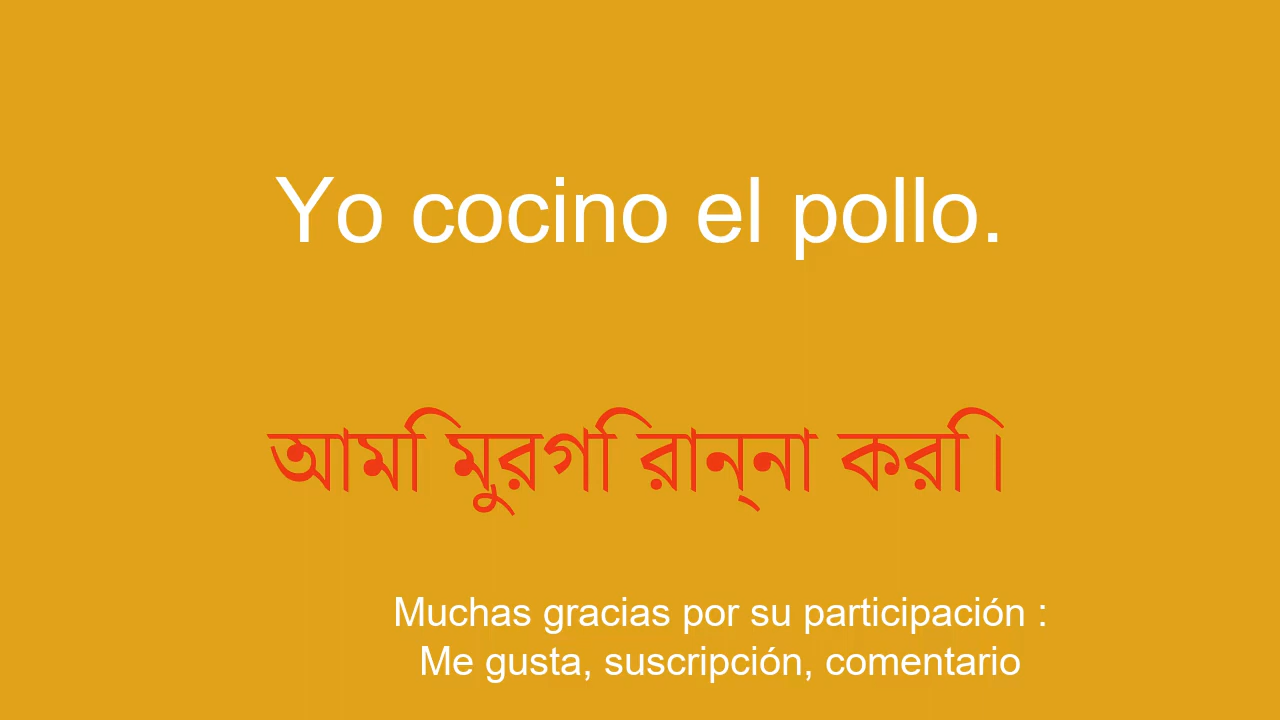 Yo cocino el pollo.
আমি মুরগি রান্না করি।
Muchas gracias por su participación :
Me gusta, suscripción, comentario